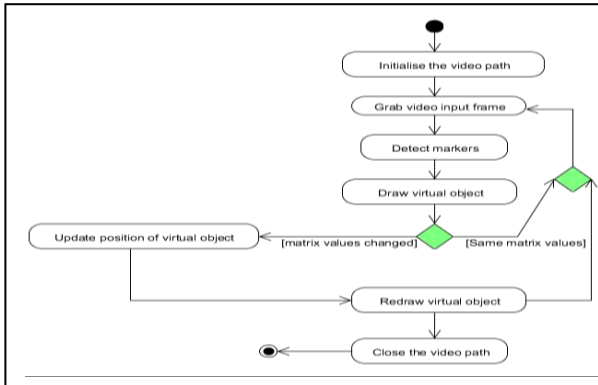 Initialise the video path
Grab video input frame
Detect markers
Draw virtual object
Update position of virtual object
[matrix values changed]
[Same matrix values]
Redraw virtual object
Close the video path